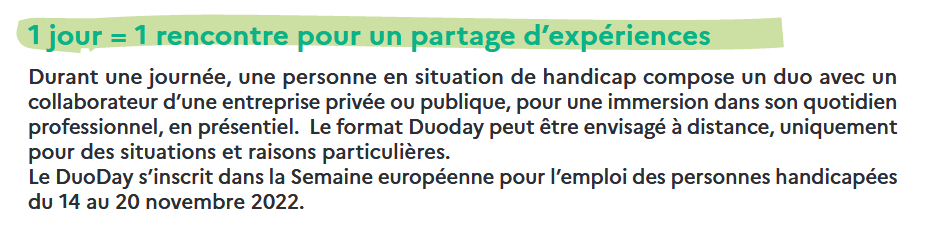 1 jour = 1 rencontre pour un partage d'expériences
Durant une journée, une personne en situation de handicap compose un duo avec un
collaborateur d'une entreprise privée ou publique, pour une immersion dans son quotidien
professionnel, en présentiel.  Le format Duoday peut être envisagé à distance, uniquement
pour des situations et raisons particulières.
Le DuoDay s'inscrit dans la Semaine européenne pour l'emploi des personnes handicapées
du 14 au 20 novembre 2022.